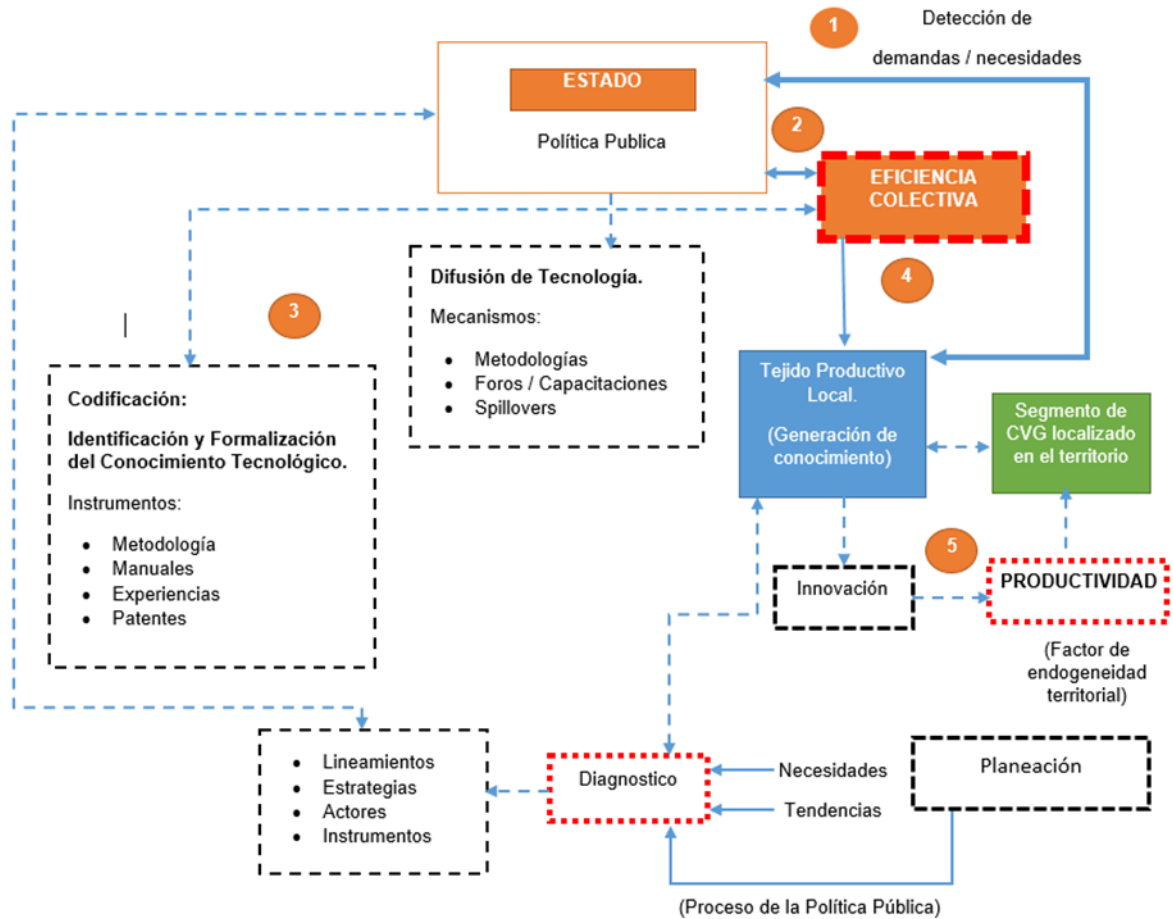 1
Detección de
demandas / necesidades
ESTADO
Política Publica
2
EFICIENCIA
COLECTIVA
4
3
Difusión de Tecnología.
Mecanismos:
• Metodologías
• Foros / Capacitaciones
• Spillovers
Codificación:
Identificación y Formalización
del Conocimiento Tecnológico.
Instrumentos:
• Metodología
• Manuales
• Experiencias
• Patentes
Tejido Productivo
Local.
(Generación de
conocimiento)
Segmento de
CVG localizado
en el territorio
5
Innovación
PRODUCTIVIDAD
(Factor de
endogeneidad
territorial)
• Lineamientos
• Estrategias
• Actores
• Instrumentos
Diagnostico
Necesidades
Tendencias
Planeación
(Proceso de la Política Pública)